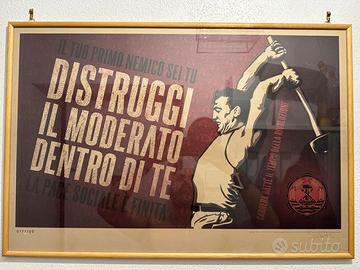 IL TUO PRIMO NEMICO SEI TU
DISTRUGGI
IL MODERATO
DENTRO DI TE
LA PACE SOCIALE È FINITA
subito